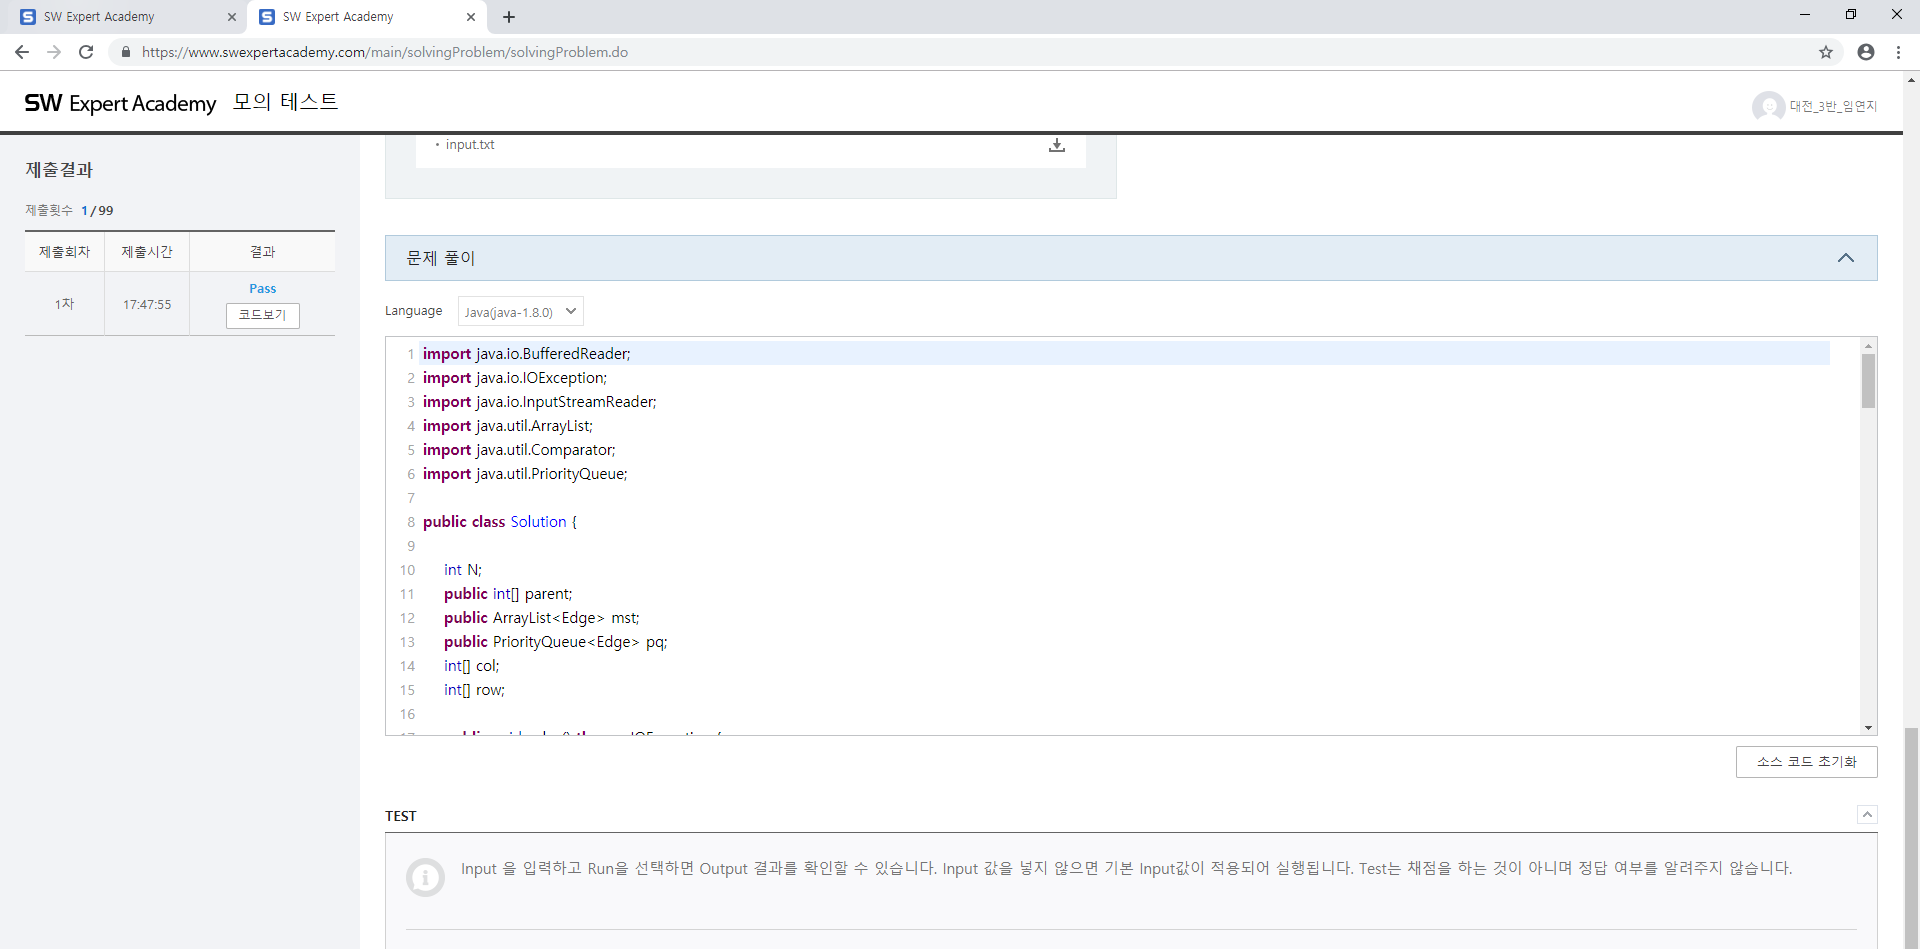 SW Expert Academy
SW Expert Academy
https://www.swexpertacademy.com/main/solvingProblem/solvingProblem.do
SW Expert Academy 모의 테스트
대전_3반_임연지
제출결과
제출횟수 1 / 99
제출회차 제출시간 결과
1차 17:47:55 Pass
코드보기
• input.txt
문제 풀이
Language Java(java-1.8.0)
1 import java.io.BufferedReader;
2 import java.io.IOException;
3 import java.io.InputStreamReader;
4 import java.util.ArrayList;
5 import java.util.Comparator;
6 import java.util.PriorityQueue;
7
8 public class Solution {
9
10 int N;
11 public int[] parent;
12 public ArrayList<Edge> mst;
13 public PriorityQueue<Edge> pq;
14 int[] col;
15 int[] row;
16
소스 코드 초기화
TEST
Input 을 입력하고 Run을 선택하면 Output 결과를 확인할 수 있습니다. Input 값을 넣지 않으면 기본 Input값이 적용되어 실행됩니다. Test는 채점을 하는 것이 아니며 정답 여부를 알려주지 않습니다.